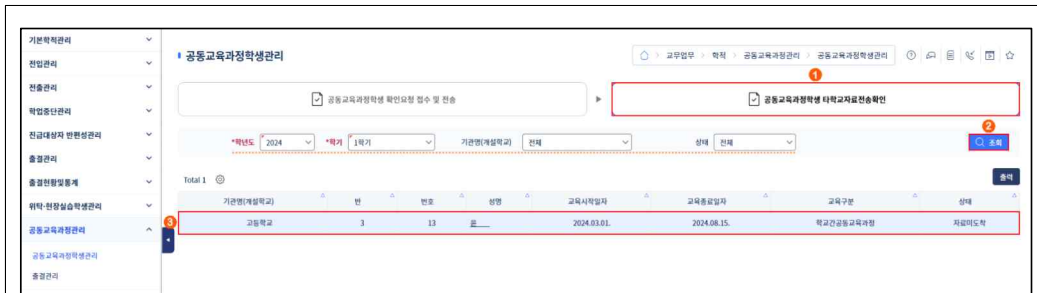 기본학적관리
전입관리
전출관리
학업중단관리
진급대상자 반편성관리
출결관리
출결현황및통계
위탁·현장실습학생관리
공동교육과정관리
공동교육과정학생관리
출결관리
공동교육과정학생관리
교무업무 > 학적 > 공동교육과정관리 > 공동교육과정학생관리
1
공동교육과정학생 확인요청 접수 및 전송
공동교육과정학생 타학교자료전송확인
2
*학년도 2024 *학기 1학기 기관명(개설학교) 전체 상태 전체 조회
Total 1 출력
기관명(개설학교) 반 번호 성명 교육시작일자 교육종료일자 교육구분 상태
3
고등학교 3 13 윤 2024.03.01. 2024.08.15. 학교간공동교육과정 자료미도착